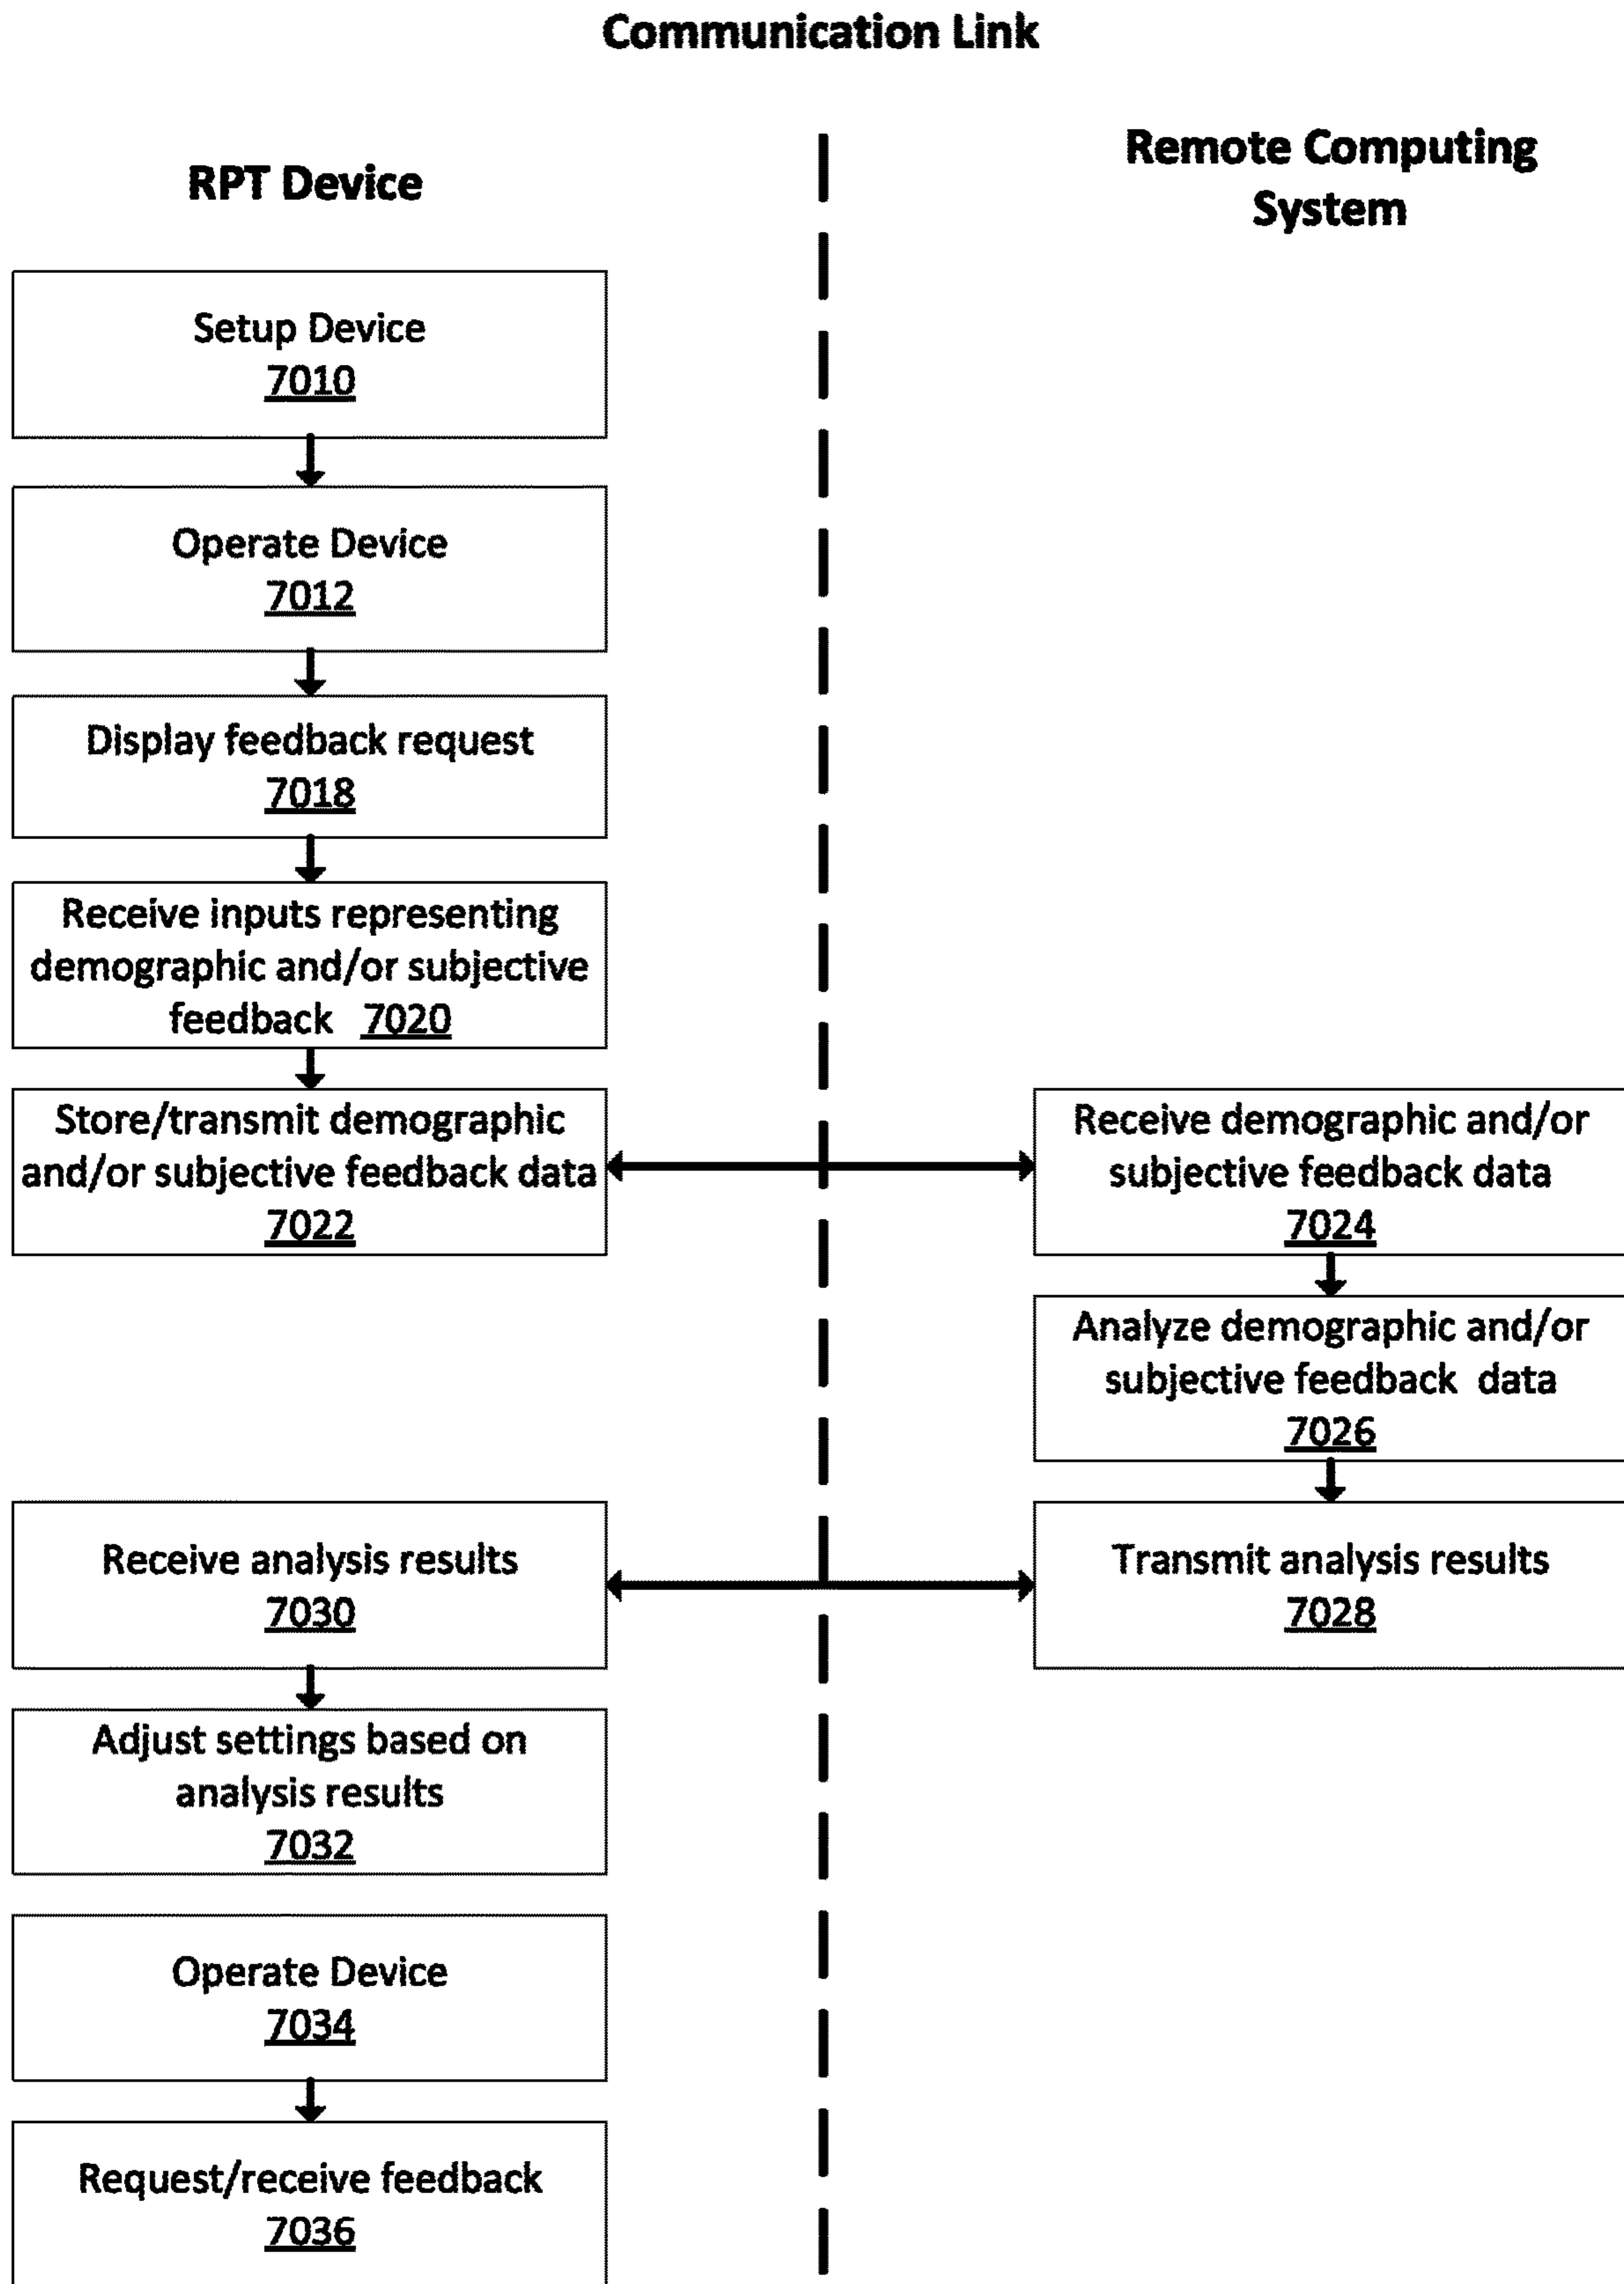 Communication Link
RPT Device
Remote Computing
System
Setup Device
7010
Operate Device
7012
Display feedback request
7018
Receive inputs representing
demographic and/or subjective
feedback 7020
Store/transmit demographic
and/or subjective feedback data
7022
Receive demographic and/or
subjective feedback data
7024
Analyze demographic and/or
subjective feedback data
7026
Transmit analysis results
7028
Receive analysis results
7030
Adjust settings based on
analysis results
7032
Operate Device
7034
Request/receive feedback
7036